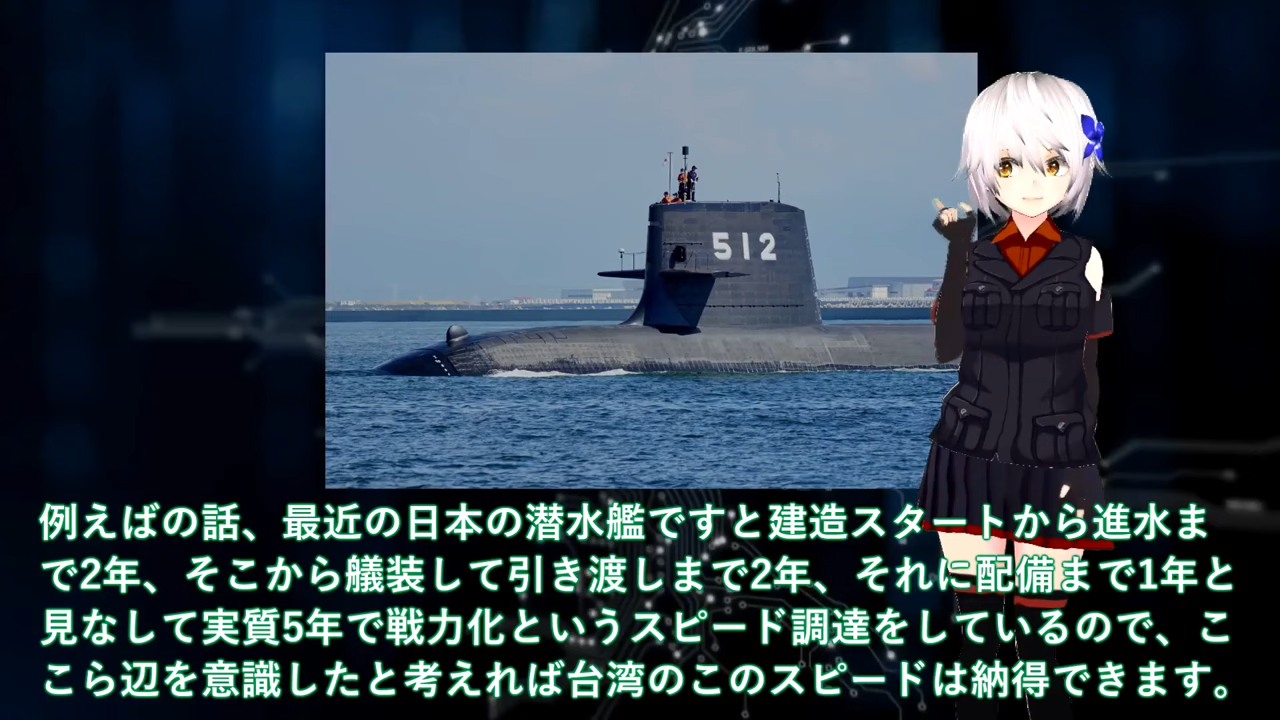 512
例えばの話、最近の日本の潜水艦ですと建造スタートから進水ま
で2年、そこから艤装して引き渡しまで2年、それに配備まで1年と
見なして実質5年で戦力化というスピード調達をしているので、こ
こら辺を意識したと考えれば台湾のこのスピードは納得できます。